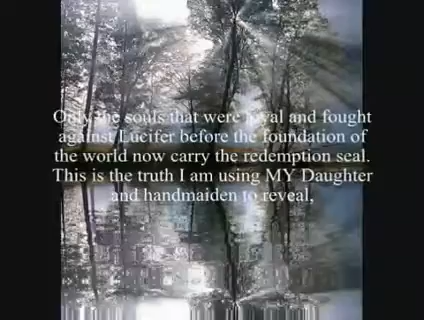 Only the souls that were loyal and fought
against Lucifer before the foundation of
the world now carry the redemption seal.
This is the truth I am using MY Daughter
and handmaiden to reveal,